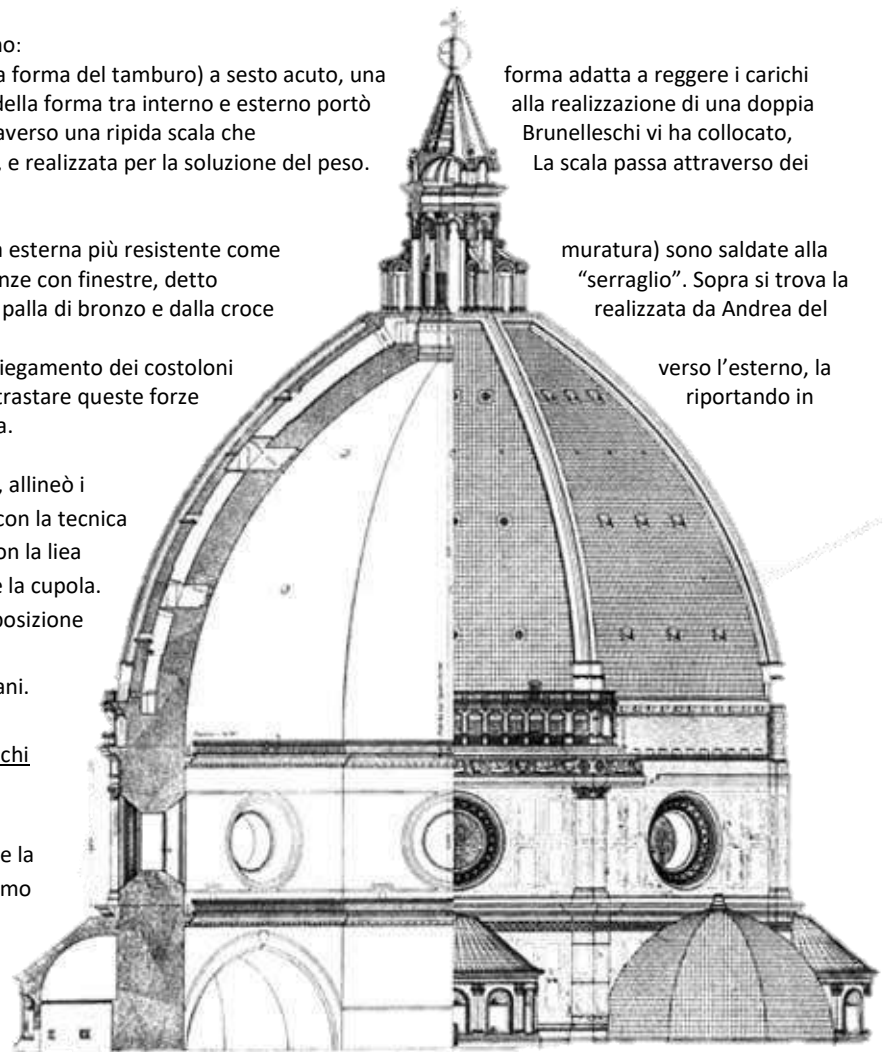 no:
a forma del tamburo) a sesto acuto, una forma adatta a reggere i carichi
della forma tra interno e esterno portò alla realizzazione di una doppia
averso una ripida scala che Brunelleschi vi ha collocato,
, e realizzata per la soluzione del peso. La scala passa attraverso dei
a esterna più resistente come muratura) sono saldate alla
nze con finestre, detto “serraglio”. Sopra si trova la
palla di bronzo e dalla croce realizzata da Andrea del
iegamento dei costoloni verso l’esterno, la
trastare queste forze riportando in
a.
, allineò i
con la tecnica
on la liea
e la cupola.
posizione
ani.
chi
e la
mo